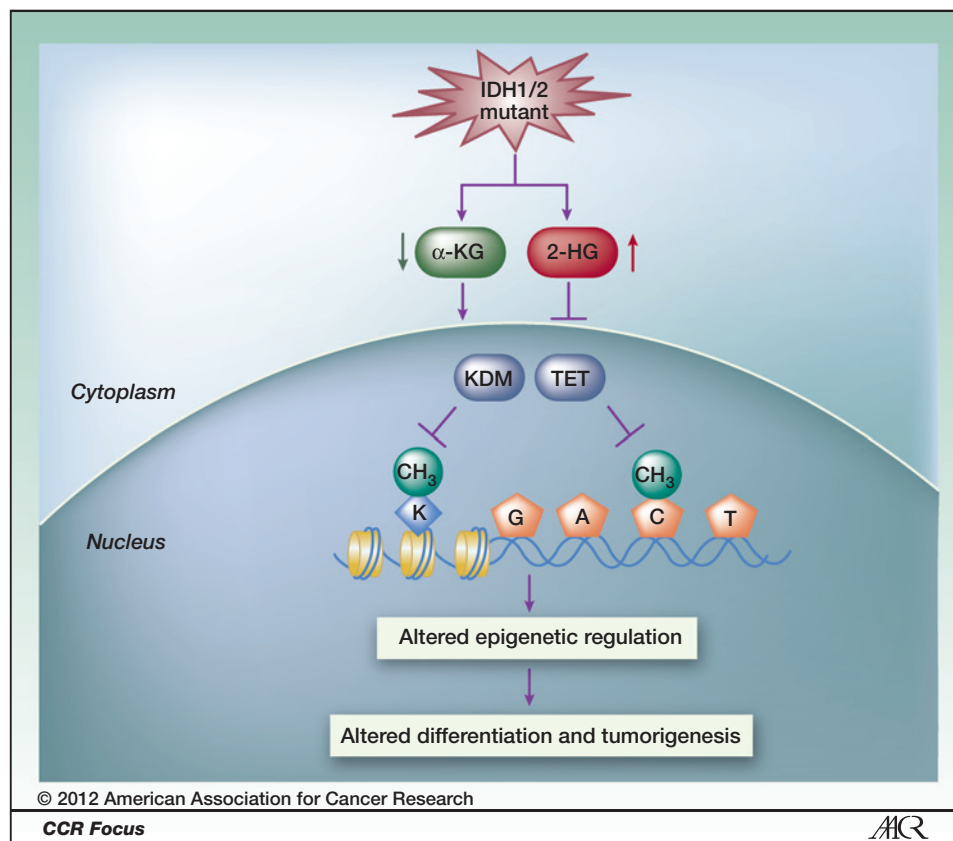 IDH1/2
mutant
α-KG
2-HG
Cytoplasm
KDM
TET
CH₃
CH₃
K
G
A
C
T
Nucleus
Altered epigenetic regulation
Altered differentiation and tumorigenesis
© 2012 American Association for Cancer Research
CCR Focus
AACR